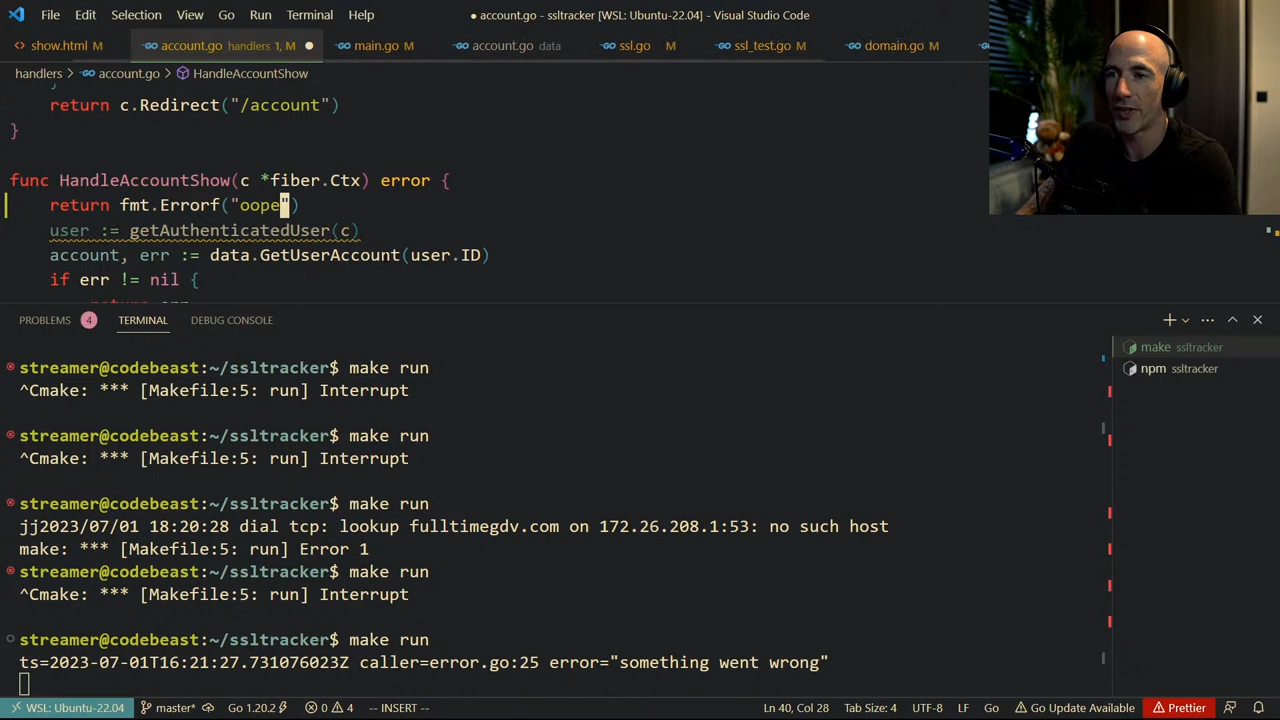 File Edit Selection View Go Run Terminal Help
● account.go - ssltracker [WSL: Ubuntu-22.04] - Visual Studio Code
<> show.html M
account.go handlers 1, M ●
main.go M
account.go data
ssl.go M
ssl_test.go M
domain.go M
handlers > account.go > HandleAccountShow
return c.Redirect("/account")
}
func HandleAccountShow(c *fiber.Ctx) error {
return fmt.Errorf("oope")
user := getAuthenticatedUser(c)
account, err := data.GetUserAccount(user.ID)
if err != nil {
PROBLEMS 4 TERMINAL DEBUG CONSOLE
streamer@codebeast:~/ssltracker$ make run
^Cmake: *** [Makefile:5: run] Interrupt
streamer@codebeast:~/ssltracker$ make run
^Cmake: *** [Makefile:5: run] Interrupt
streamer@codebeast:~/ssltracker$ make run
jj2023/07/01 18:20:28 dial tcp: lookup fulltimegdv.com on 172.26.208.1:53: no such host
make: *** [Makefile:5: run] Error 1
streamer@codebeast:~/ssltracker$ make run
^Cmake: *** [Makefile:5: run] Interrupt
streamer@codebeast:~/ssltracker$ make run
ts=2023-07-01T16:21:27.731076023Z caller=error.go:25 error="something went wrong"
make ssltracker
npm ssltracker
WSL: Ubuntu-22.04 master* Go 1.20.2 0 4 -- INSERT -- Ln 40, Col 28 Tab Size: 4 UTF-8 LF Go Go Update Available Prettier